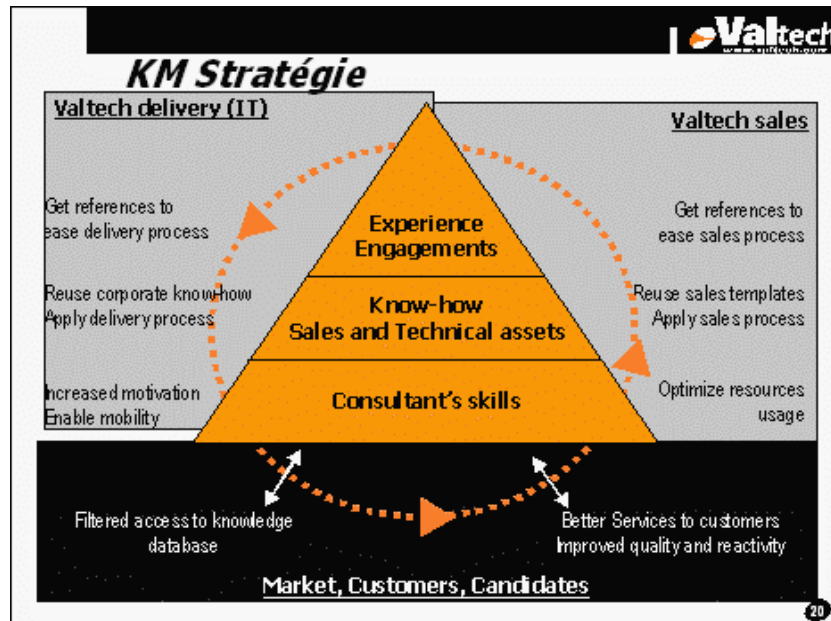 Valtech
www.valtech.com
KM Stratégie
Valtech delivery (IT)
Valtech sales
Get references to
ease delivery process
Reuse corporate know-how
Apply delivery process
Increased motivation
Enable mobility
Experience
Engagements
Know-how
Sales and Technical assets
Consultant's skills
Get references to
ease sales process
Reuse sales templates
Apply sales process
Optimize resources
usage
Filtered access to knowledge
database
Better Services to customers
Improved quality and reactivity
Market, Customers, Candidates
20